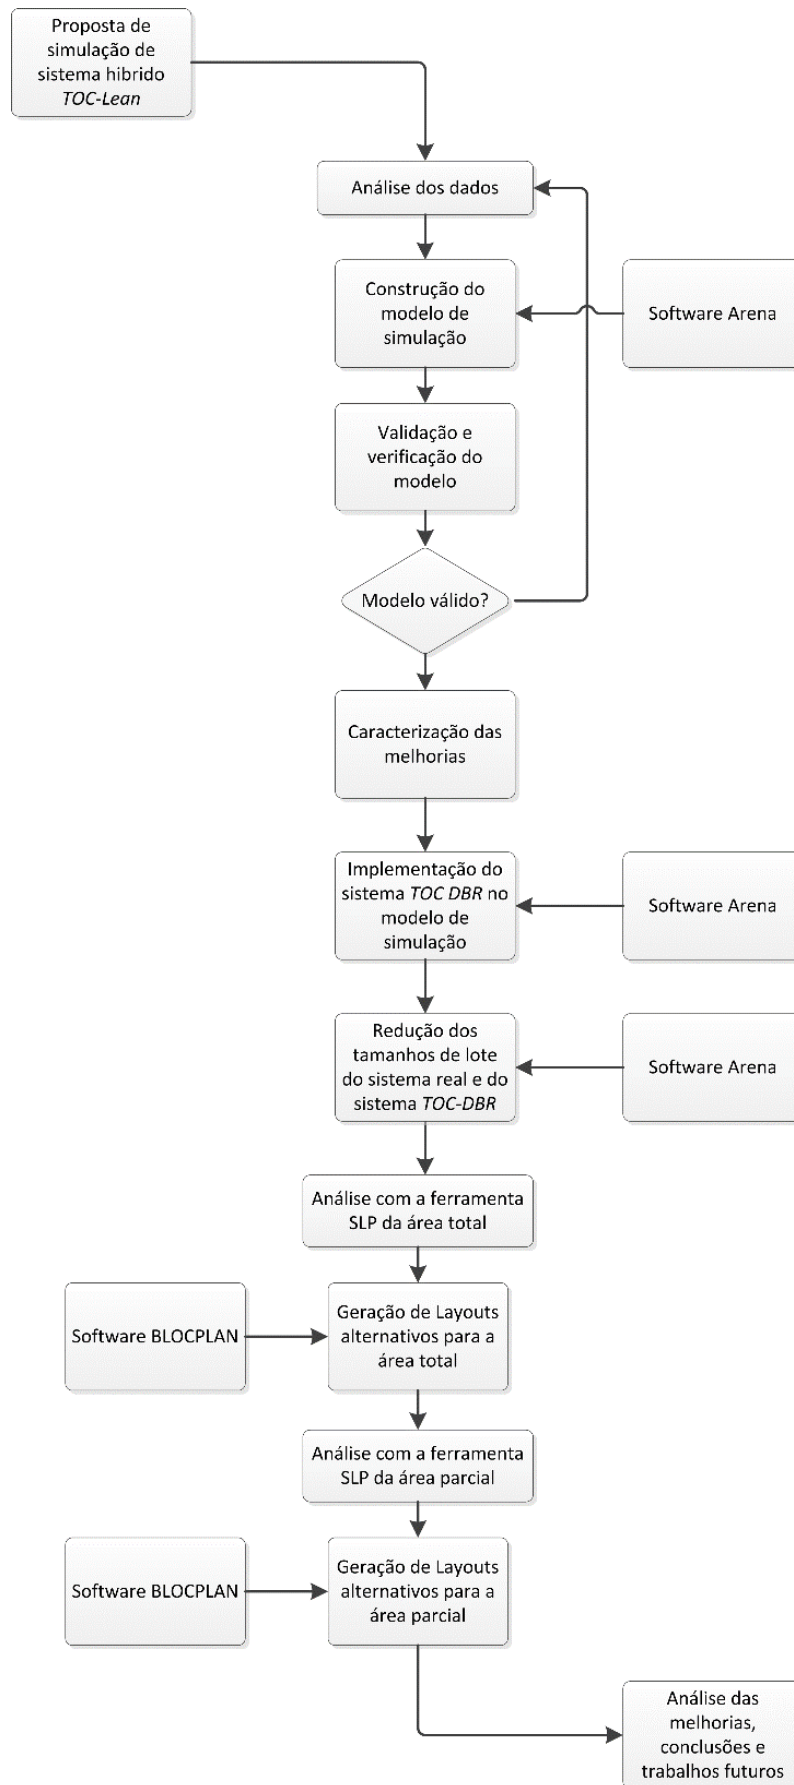 Proposta de
simulação de
sistema hibrido
TOC-Lean
Análise dos dados
Construção do
modelo de
simulação
Software Arena
Validação e
verificação do
modelo
Modelo válido?
Caracterização das
melhorias
Implementação do
sistema TOC DBR no
modelo de
simulação
Software Arena
Redução dos
tamanhos de lote
do sistema real e do
sistema TOC-DBR
Software Arena
Análise com a ferramenta
SLP da área total
Software BLOCPLAN
Geração de Layouts
alternativos para a
área total
Análise com a ferramenta
SLP da área parcial
Software BLOCPLAN
Geração de Layouts
alternativos para a
área parcial
Análise das
melhorias,
conclusões e
trabalhos futuros